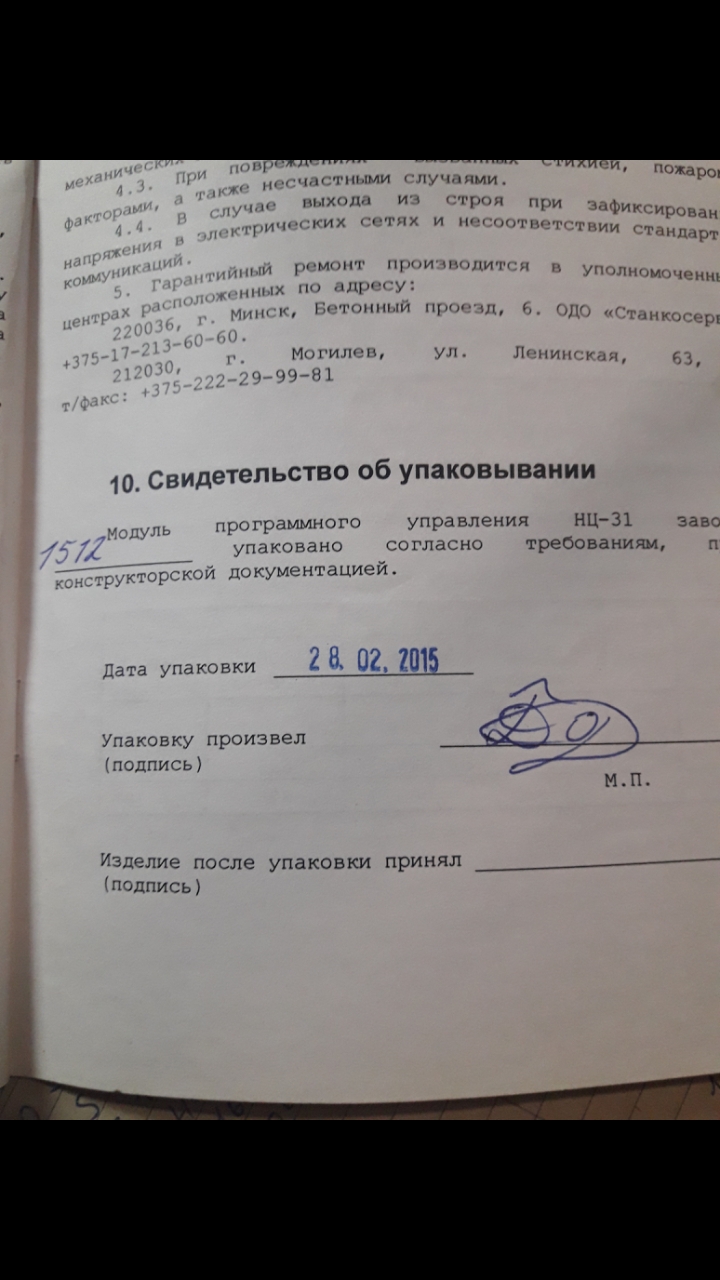 механических
4.3. При повреждениях вызванных стихией, пожаро
факторами, а также несчастными случаями.
4.4. В случае выхода из строя при зафиксирован
напряжения в электрических сетях и несоответствии стандарт
коммуникаций.
5. Гарантийный ремонт производится в уполномоченн
центрах расположенных по адресу:
220036, г. Минск, Бетонный проезд, 6. ОДО «Станкосерв
+375-17-213-60-60.
212030, г. Могилев, ул. Ленинская, 63,
т/факс: +375-222-29-99-81
10. Свидетельство об упаковывании
Модуль программного управления НЦ-31 заво
1512 упаковано согласно требованиям, п
конструкторской документацией.
Дата упаковки 28. 02. 2015
Упаковку произвел
(подпись)
М.П.
Изделие после упаковки принял
(подпись)